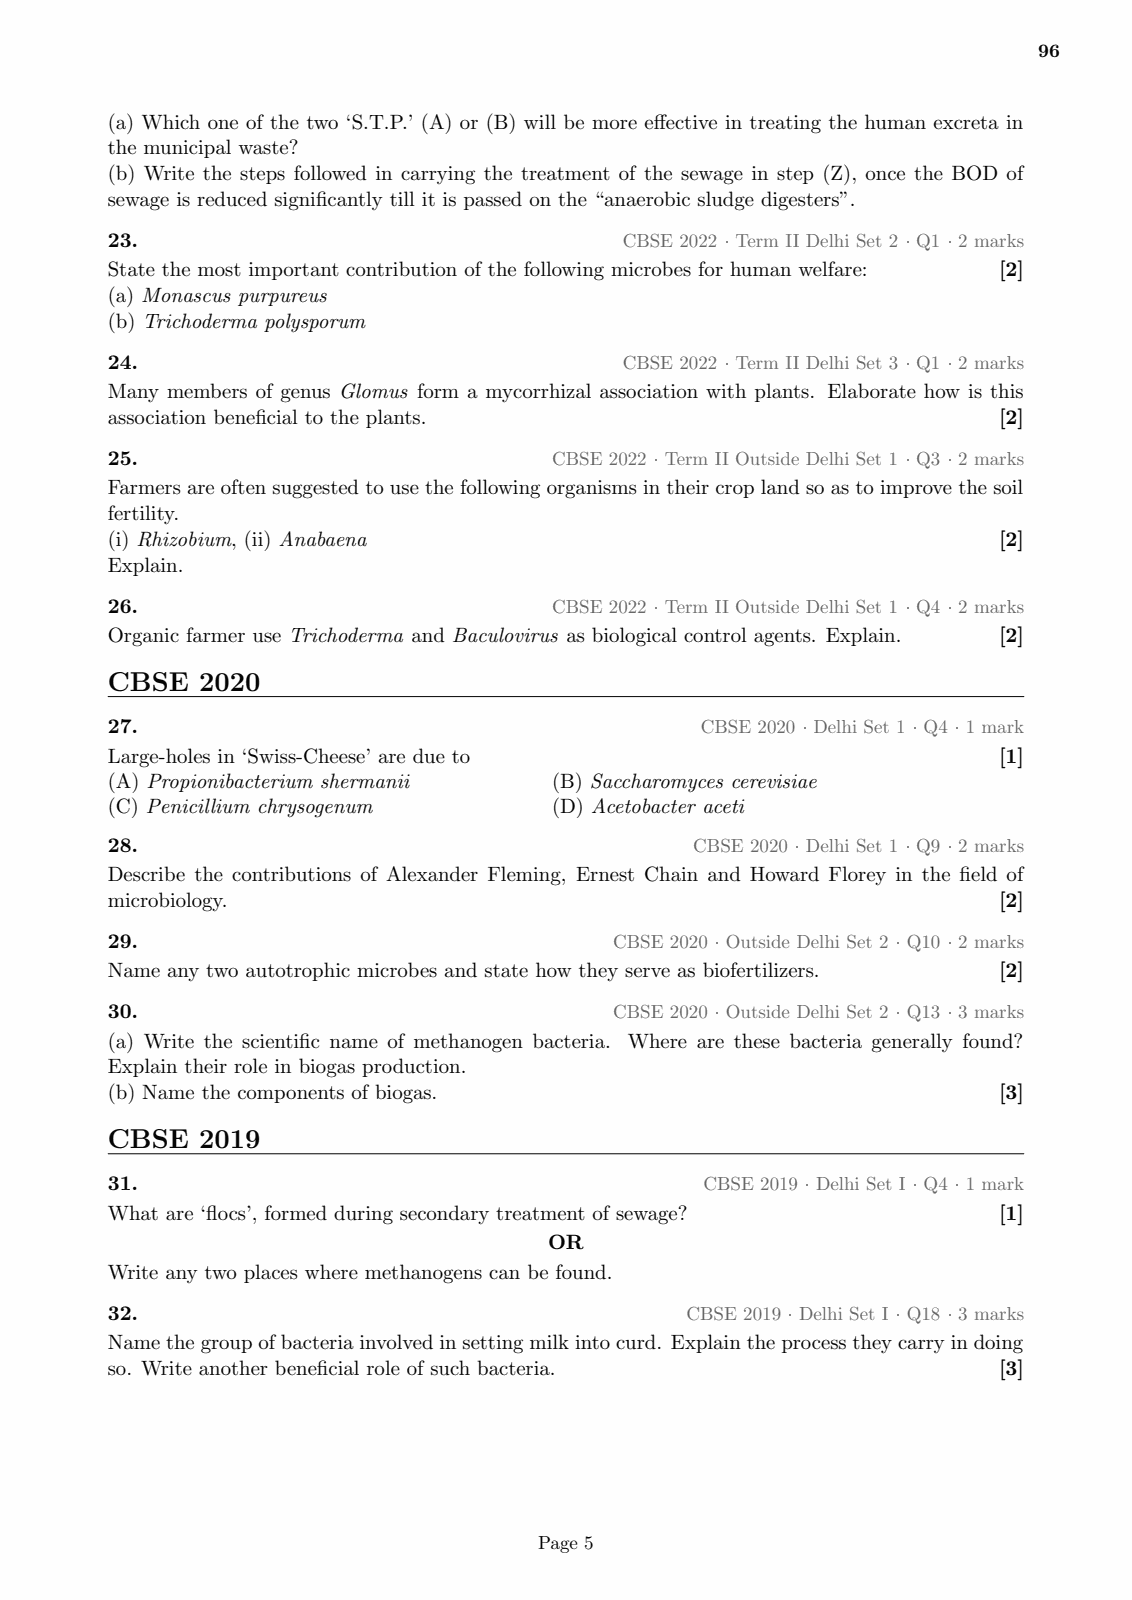 96
(a) Which one of the two ‘S.T.P.’ (A) or (B) will be more effective in treating the human excreta in
the municipal waste?
(b) Write the steps followed in carrying the treatment of the sewage in step (Z), once the BOD of
sewage is reduced significantly till it is passed on the “anaerobic sludge digesters”.
23. CBSE 2022 · Term II Delhi Set 2 · Q1 · 2 marks
State the most important contribution of the following microbes for human welfare: [2]
(a) Monascus purpureus
(b) Trichoderma polysporum
24. CBSE 2022 · Term II Delhi Set 3 · Q1 · 2 marks
Many members of genus Glomus form a mycorrhizal association with plants. Elaborate how is this
association beneficial to the plants. [2]
25. CBSE 2022 · Term II Outside Delhi Set 1 · Q3 · 2 marks
Farmers are often suggested to use the following organisms in their crop land so as to improve the soil
fertility.
(i) Rhizobium, (ii) Anabaena [2]
Explain.
26. CBSE 2022 · Term II Outside Delhi Set 1 · Q4 · 2 marks
Organic farmer use Trichoderma and Baculovirus as biological control agents. Explain. [2]
CBSE 2020
27. CBSE 2020 · Delhi Set 1 · Q4 · 1 mark
Large-holes in ‘Swiss-Cheese’ are due to [1]
(A) Propionibacterium shermanii (B) Saccharomyces cerevisiae
(C) Penicillium chrysogenum (D) Acetobacter aceti
28. CBSE 2020 · Delhi Set 1 · Q9 · 2 marks
Describe the contributions of Alexander Fleming, Ernest Chain and Howard Florey in the field of
microbiology. [2]
29. CBSE 2020 · Outside Delhi Set 2 · Q10 · 2 marks
Name any two autotrophic microbes and state how they serve as biofertilizers. [2]
30. CBSE 2020 · Outside Delhi Set 2 · Q13 · 3 marks
(a) Write the scientific name of methanogen bacteria. Where are these bacteria generally found?
Explain their role in biogas production.
(b) Name the components of biogas. [3]
CBSE 2019
31. CBSE 2019 · Delhi Set I · Q4 · 1 mark
What are ‘flocs’, formed during secondary treatment of sewage? [1]
OR
Write any two places where methanogens can be found.
32. CBSE 2019 · Delhi Set I · Q18 · 3 marks
Name the group of bacteria involved in setting milk into curd. Explain the process they carry in doing
so. Write another beneficial role of such bacteria. [3]
Page 5